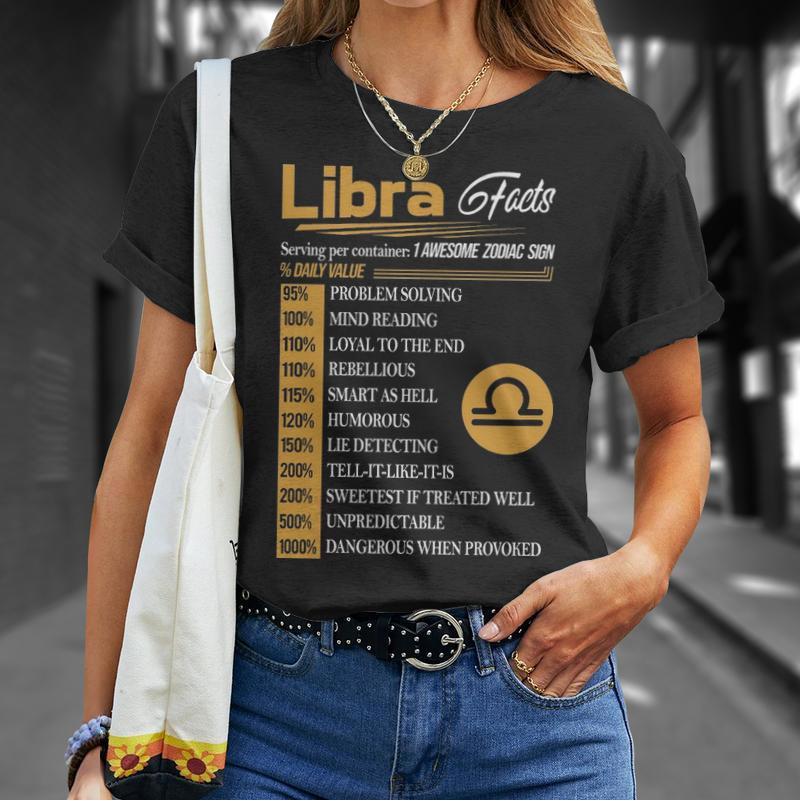 Libra Facts
Serving per container: 1 AWESOME ZODIAC SIGN
% DAILY VALUE
95% PROBLEM SOLVING
100% MIND READING
110% LOYAL TO THE END
110% REBELLIOUS
115% SMART AS HELL
120% HUMOROUS
150% LIE DETECTING
200% TELL-IT-LIKE-IT-IS
200% SWEETEST IF TREATED WELL
500% UNPREDICTABLE
1000% DANGEROUS WHEN PROVOKED